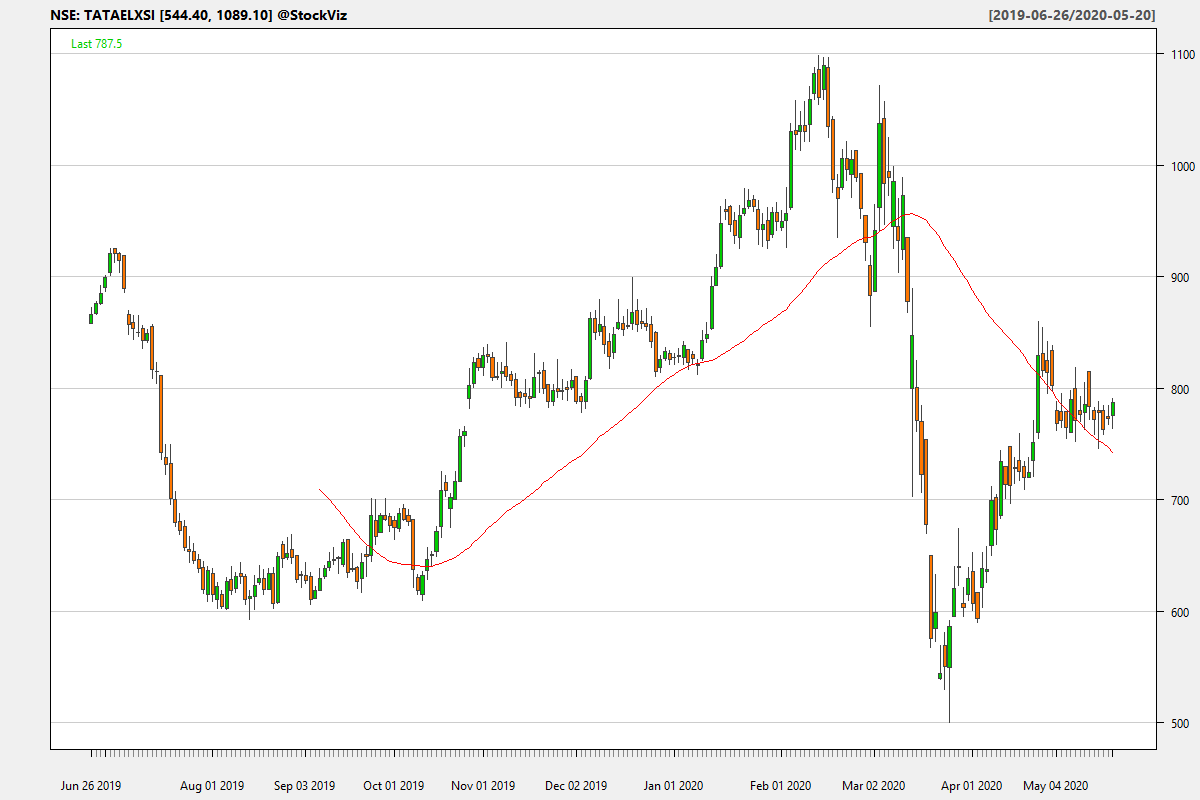 NSE: TATAELXSI [544.40, 1089.10] @StockViz [2019-06-26/2020-05-20]
Last 787.5
1100
1000
900
800
700
600
500
Jun 26 2019 Aug 01 2019 Sep 03 2019 Oct 01 2019 Nov 01 2019 Dec 02 2019 Jan 01 2020 Feb 01 2020 Mar 02 2020 Apr 01 2020 May 04 2020